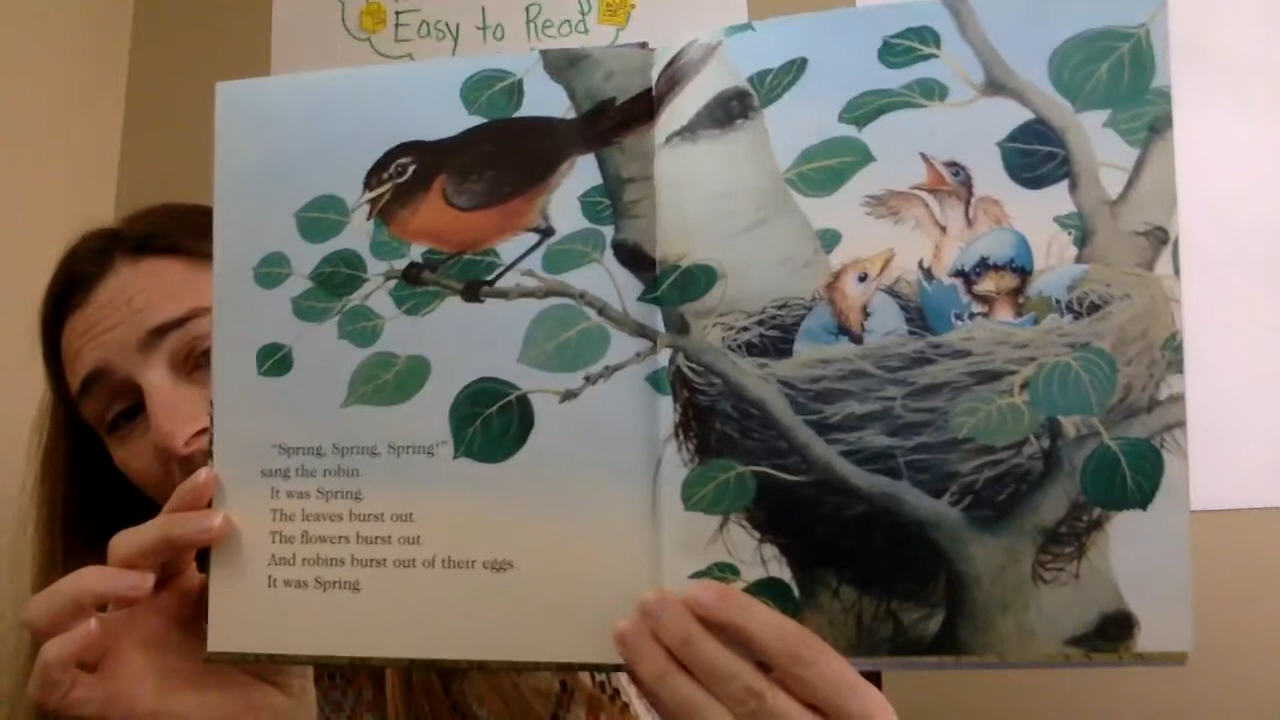 Easy to Read
"Spring, Spring, Spring!"
sang the robin.
It was Spring.
The leaves burst out.
The flowers burst out.
And robins burst out of their eggs.
It was Spring.